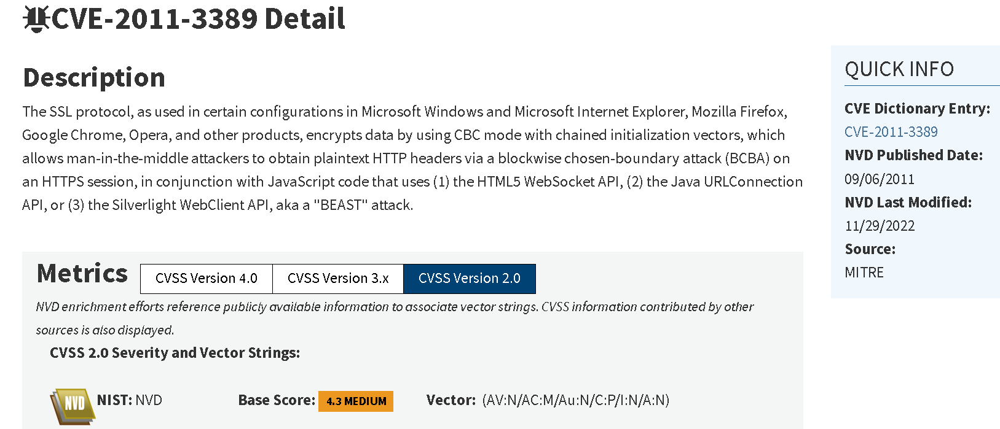 CVE-2011-3389 Detail
Description
The SSL protocol, as used in certain configurations in Microsoft Windows and Microsoft Internet Explorer, Mozilla Firefox,
Google Chrome, Opera, and other products, encrypts data by using CBC mode with chained initialization vectors, which
allows man-in-the-middle attackers to obtain plaintext HTTP headers via a blockwise chosen-boundary attack (BCBA) on
an HTTPS session, in conjunction with JavaScript code that uses (1) the HTML5 WebSocket API, (2) the Java URLConnection
API, or (3) the Silverlight WebClient API, aka a "BEAST" attack.
Metrics
CVSS Version 4.0
CVSS Version 3.x
CVSS Version 2.0
NVD enrichment efforts reference publicly available information to associate vector strings. CVSS information contributed by other
sources is also displayed.
CVSS 2.0 Severity and Vector Strings:
NVD
NIST: NVD
Base Score: 4.3 MEDIUM
Vector: (AV:N/AC:M/Au:N/C:P/I:N/A:N)
QUICK INFO
CVE Dictionary Entry:
CVE-2011-3389
NVD Published Date:
09/06/2011
NVD Last Modified:
11/29/2022
Source:
MITRE